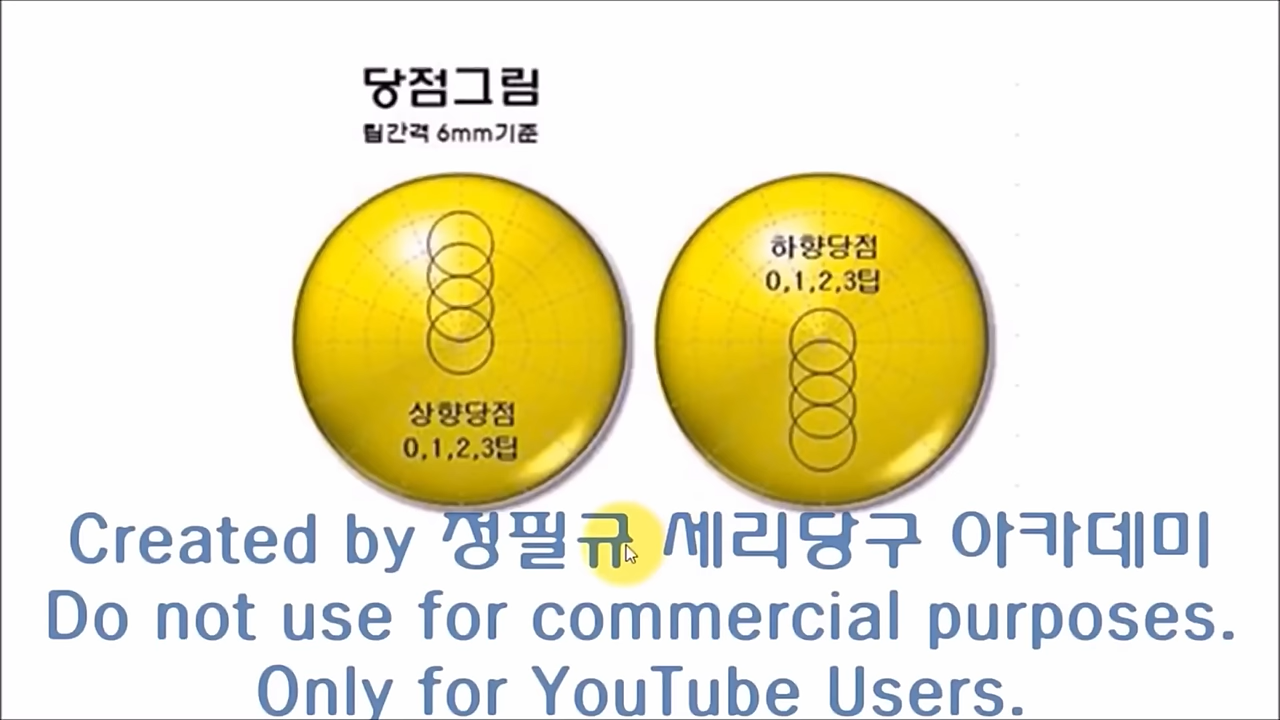 당점그림
팁간격 6mm기준
하향당점
0,1,2,3팁
상향당점
0,1,2,3팁
Created by 정필규 세리당구 아카데미
Do not use for commercial purposes.
Only for YouTube Users.